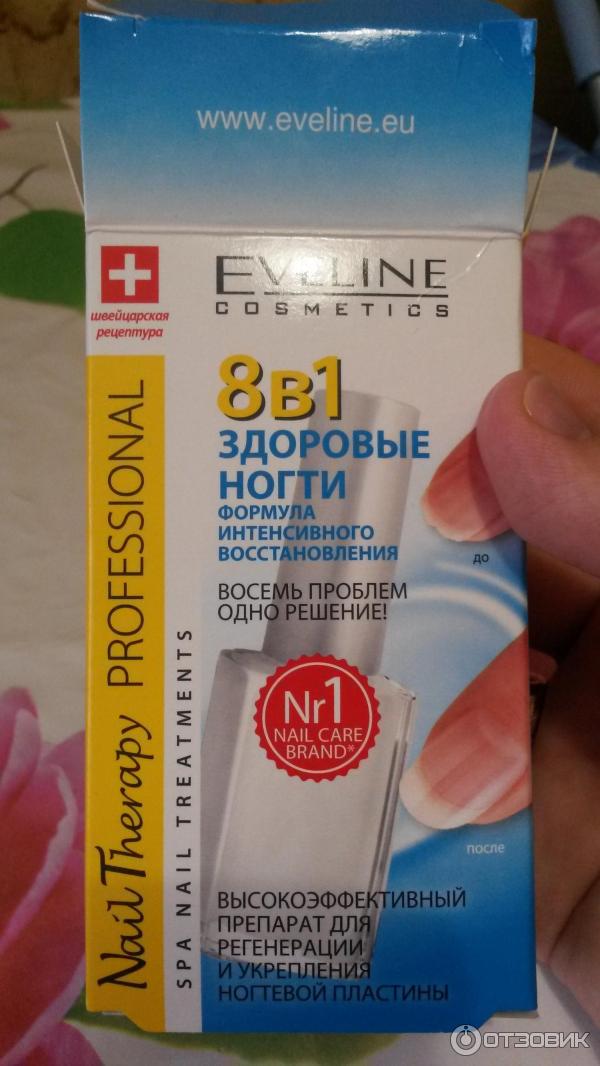 www.eveline.eu
швейцарская
рецептура
EVELINE
COSMETICS
8в1
ЗДОРОВЫЕ
НОГТИ
ФОРМУЛА
ИНТЕНСИВНОГО
ВОССТАНОВЛЕНИЯ
ВОСЕМЬ ПРОБЛЕМ
ОДНО РЕШЕНИЕ!
до
Nr1
NAIL CARE
BRAND*
после
ВЫСОКОЭФФЕКТИВНЫЙ
ПРЕПАРАТ ДЛЯ
РЕГЕНЕРАЦИИ
И УКРЕПЛЕНИЯ
НОГТЕВОЙ ПЛАСТИНЫ
Nail Therapy PROFESSIONAL
SPA NAIL TREATMENTS
ОТЗОВИК